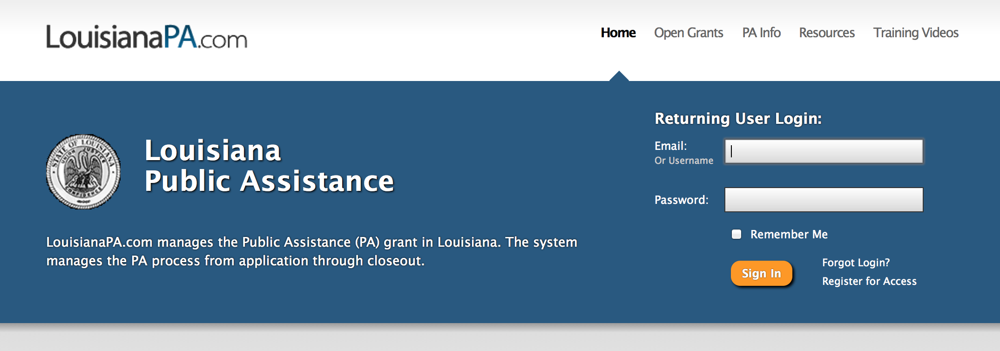 LouisianaPA.com
Home Open Grants PA Info Resources Training Videos
STATE OF LOUISIANA
UNION JUSTICE
CONFIDENCE
Louisiana
Public Assistance
LouisianaPA.com manages the Public Assistance (PA) grant in Louisiana. The system
manages the PA process from application through closeout.
Returning User Login:
Email:
Or Username
Password:
Remember Me
Sign In
Forgot Login?
Register for Access